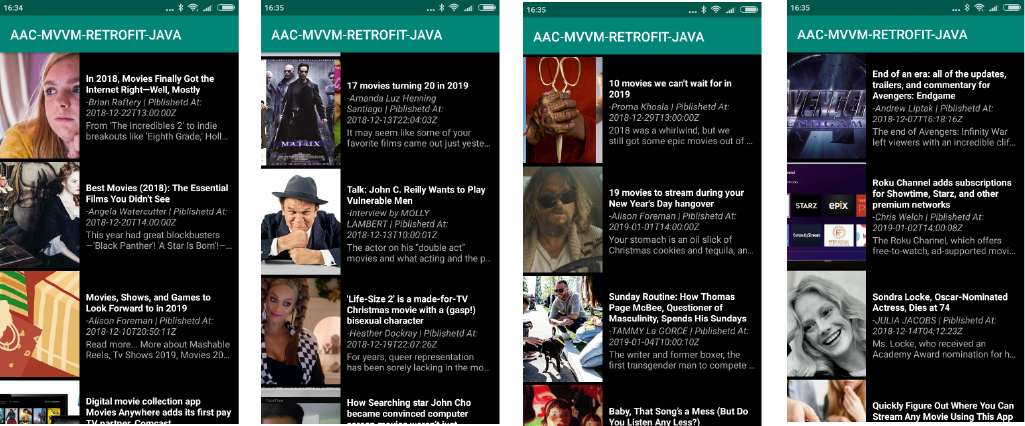 16:34
AAC-MVVM-RETROFIT-JAVA
In 2018, Movies Finally Got the
Internet Right—Well, Mostly
-Brian Raftery | Piblishetd At:
2018-12-22T13:00:00Z
From 'The Incredibles 2' to indie
breakouts like 'Eighth Grade,' Holl...
Best Movies (2018): The Essential
Films You Didn't See
-Angela Watercutter | Piblishetd At:
2018-12-20T14:00:00Z
This year had great blockbusters
—'Black Panther'! 'A Star Is Born'!—...
Movies, Shows, and Games to
Look Forward to in 2019
-Alison Foreman | Piblishetd At:
2018-12-10T20:50:11Z
Read more... More about Mashable
Reels, Tv Shows 2019, Movies 20...
Digital movie collection app
Movies Anywhere adds its first pay
TV partner, Comcast
16:35
AAC-MVVM-RETROFIT-JAVA
MATRIX
17 movies turning 20 in 2019
-Amanda Luz Henning
Santiago | Piblishetd At:
2018-12-13T22:04:03Z
It may seem like some of your
favorite films came out just yeste...
Talk: John C. Reilly Wants to Play
Vulnerable Men
-Interview by MOLLY
LAMBERT | Piblishetd At:
2018-12-13T10:00:01Z
The actor on his "double act"
movies and what acting and the p...
'Life-Size 2' is a made-for-TV
Christmas movie with a (gasp!)
bisexual character
-Heather Dockray | Piblishetd At:
2018-12-19T22:07:26Z
For years, queer representation
has been sorely lacking in the mo...
How Searching star John Cho
became convinced computer
screen movies weren't just
16:35
AAC-MVVM-RETROFIT-JAVA
10 movies we can't wait for in
2019
-Proma Khosla | Piblishetd At:
2018-12-29T13:00:00Z
2018 was a whirlwind, but we
still got some epic movies out of ...
19 movies to stream during your
New Year's Day hangover
-Alison Foreman | Piblishetd At:
2019-01-01T14:00:00Z
Your stomach is an oil slick of
Christmas cookies and tequila, an...
Sunday Routine: How Thomas
Page McBee, Questioner of
Masculinity, Spends His Sundays
-TAMMY La GORCE | Piblishetd At:
2019-01-04T10:00:10Z
The writer and former boxer, the
first transgender man to compete ...
Baby, That Song's a Mess (But Do
You Listen Any Less?)
16:35
AAC-MVVM-RETROFIT-JAVA
End of an era: all of the updates,
trailers, and commentary for
Avengers: Endgame
-Andrew Liptak | Piblishetd At:
2018-12-07T16:18:16Z
The end of Avengers: Infinity War
left viewers with an incredible clif...
STARZ
epix
Roku Channel adds subscriptions
for Showtime, Starz, and other
premium networks
-Chris Welch | Piblishetd At:
2019-01-02T14:00:08Z
The Roku Channel, which offers
free-to-watch, ad-supported movi...
Sondra Locke, Oscar-Nominated
Actress, Dies at 74
-JULIA JACOBS | Piblishetd At:
2018-12-14T04:12:23Z
Ms. Locke, who received an
Academy Award nomination for h...
Quickly Figure Out Where You Can
Stream Any Movie Using This App